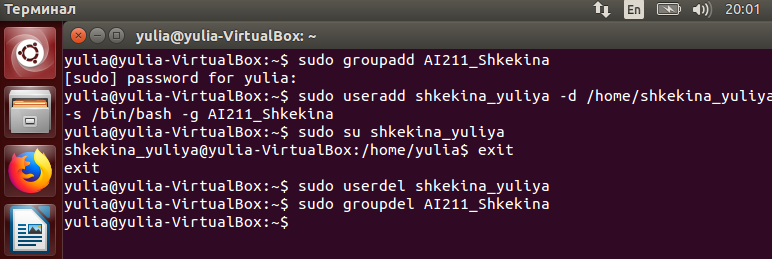 Терминал
En
20:01
yulia@yulia-VirtualBox: ~
yulia@yulia-VirtualBox:~$ sudo groupadd AI211_Shkekina
[sudo] password for yulia:
yulia@yulia-VirtualBox:~$ sudo useradd shkekina_yuliya -d /home/shkekina_yuliya
-s /bin/bash -g AI211_Shkekina
yulia@yulia-VirtualBox:~$ sudo su shkekina_yuliya
shkekina_yuliya@yulia-VirtualBox:/home/yulia$ exit
exit
yulia@yulia-VirtualBox:~$ sudo userdel shkekina_yuliya
yulia@yulia-VirtualBox:~$ sudo groupdel AI211_Shkekina
yulia@yulia-VirtualBox:~$